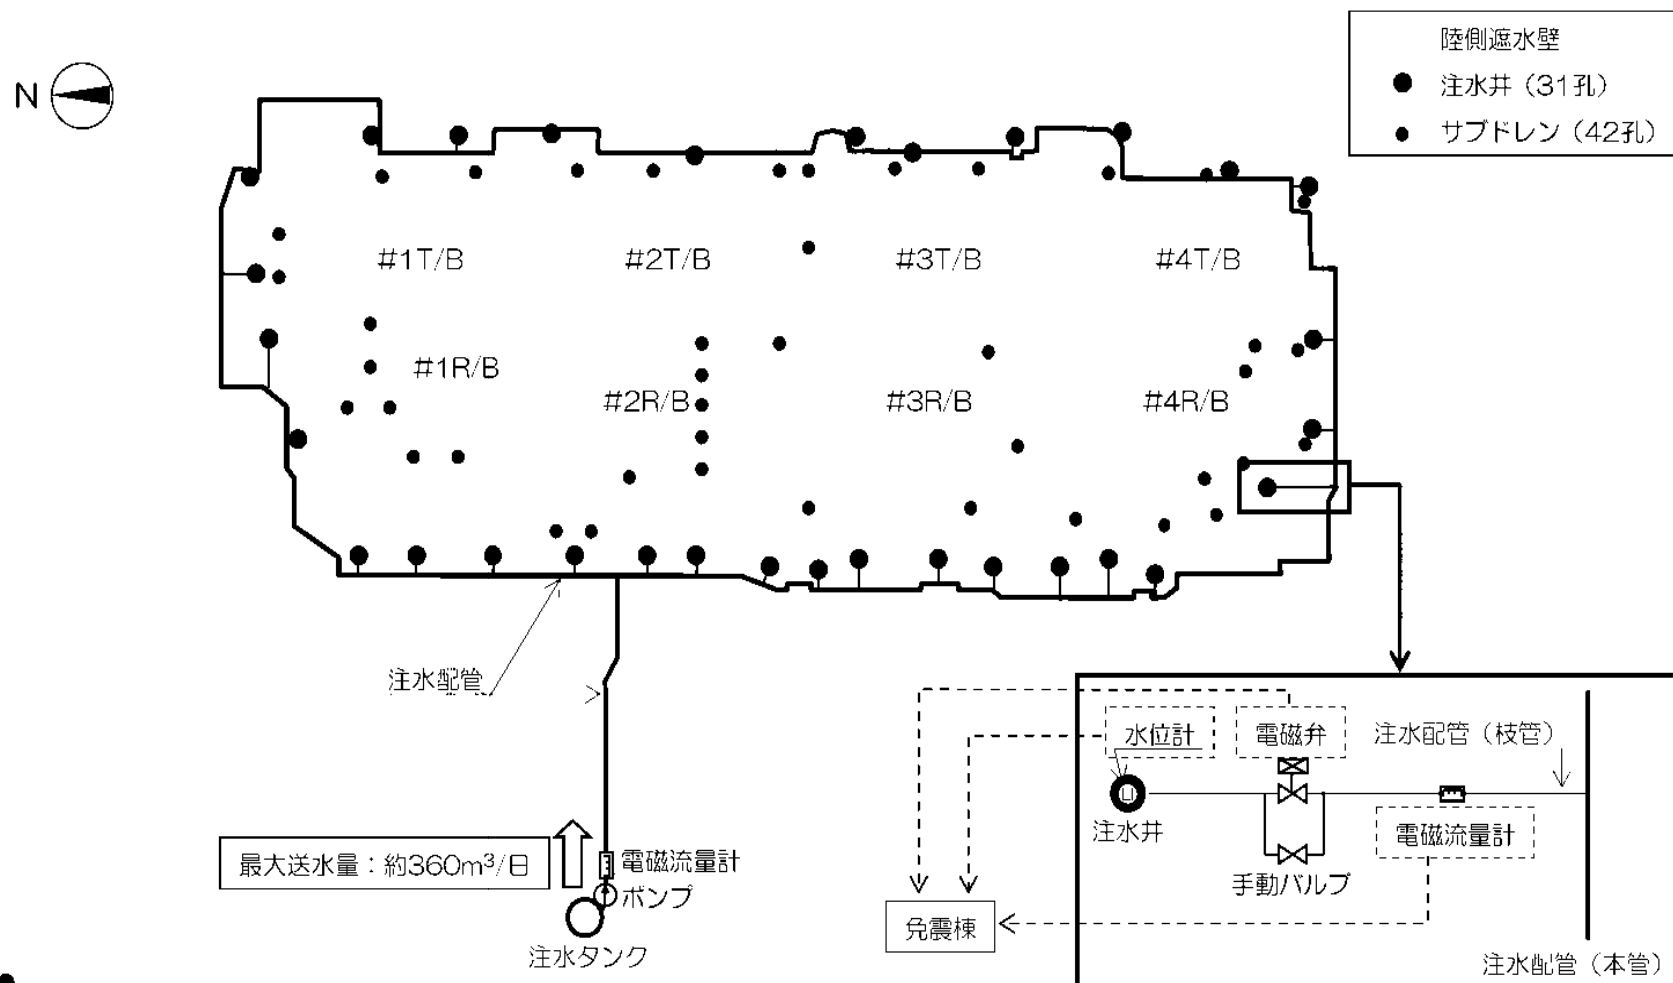 N
陸側遮水壁
注水井（31孔）
サブドレン（42孔）
#1T/B
#2T/B
#3T/B
#4T/B
#1R/B
#2R/B
#3R/B
#4R/B
注水配管
最大送水量：約360m³/日
電磁流量計
ポンプ
注水タンク
水位計
電磁弁
注水配管（枝管）
注水井
電磁流量計
手動バルブ
免震棟
注水配管（本管）